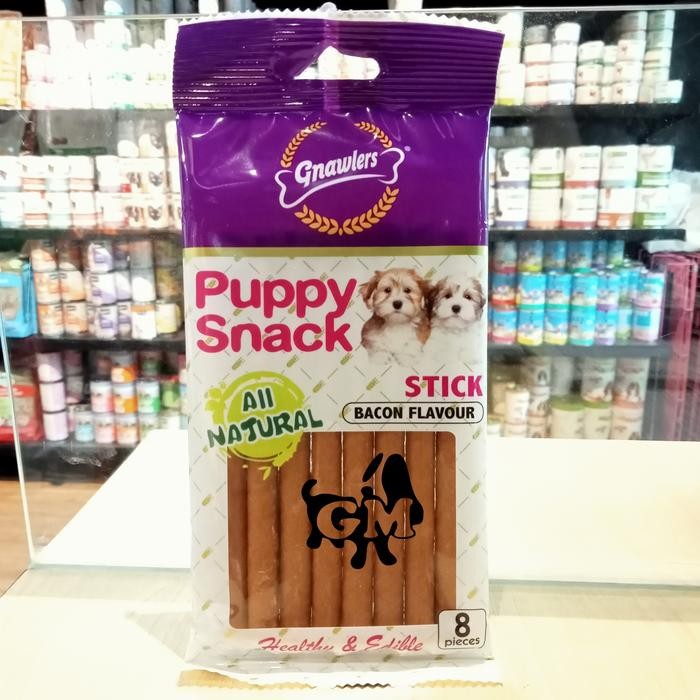 Gnawlers®
Puppy
Snack
STICK
BACON FLAVOUR
All
NATURAL
GM
8
pieces
Healthy & Edible